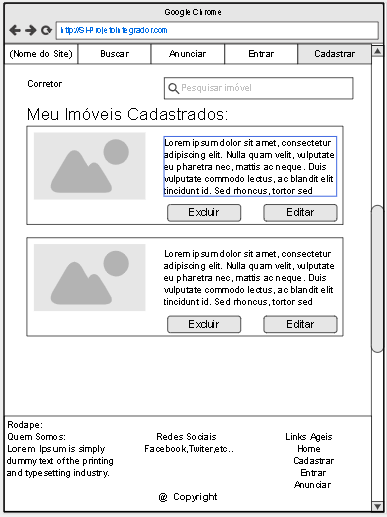 Google Chrome
http://SI-ProjetoIntegrador.com
(Nome do Site) Buscar Anunciar Entrar Cadastrar
Corretor
Pesquisar imóvel
Meu Imóveis Cadastrados:
Lorem ipsum dolor sit amet, consectetur
adipiscing elit. Nulla quam velit, vulputate
eu pharetra nec, mattis ac neque. Duis
vulputate commodo lectus, ac blandit elit
tincidunt id. Sed rhoncus, tortor sed
Excluir Editar
Lorem ipsum dolor sit amet, consectetur
adipiscing elit. Nulla quam velit, vulputate
eu pharetra nec, mattis ac neque. Duis
vulputate commodo lectus, ac blandit elit
tincidunt id. Sed rhoncus, tortor sed
Excluir Editar
Rodape:
Quem Somos:
Lorem Ipsum is simply
dummy text of the printing
and typesetting industry.
Redes Sociais
Facebook,Twiter,etc..
Links Ageis
Home
Cadastrar
Entrar
Anunciar
@ Copyright